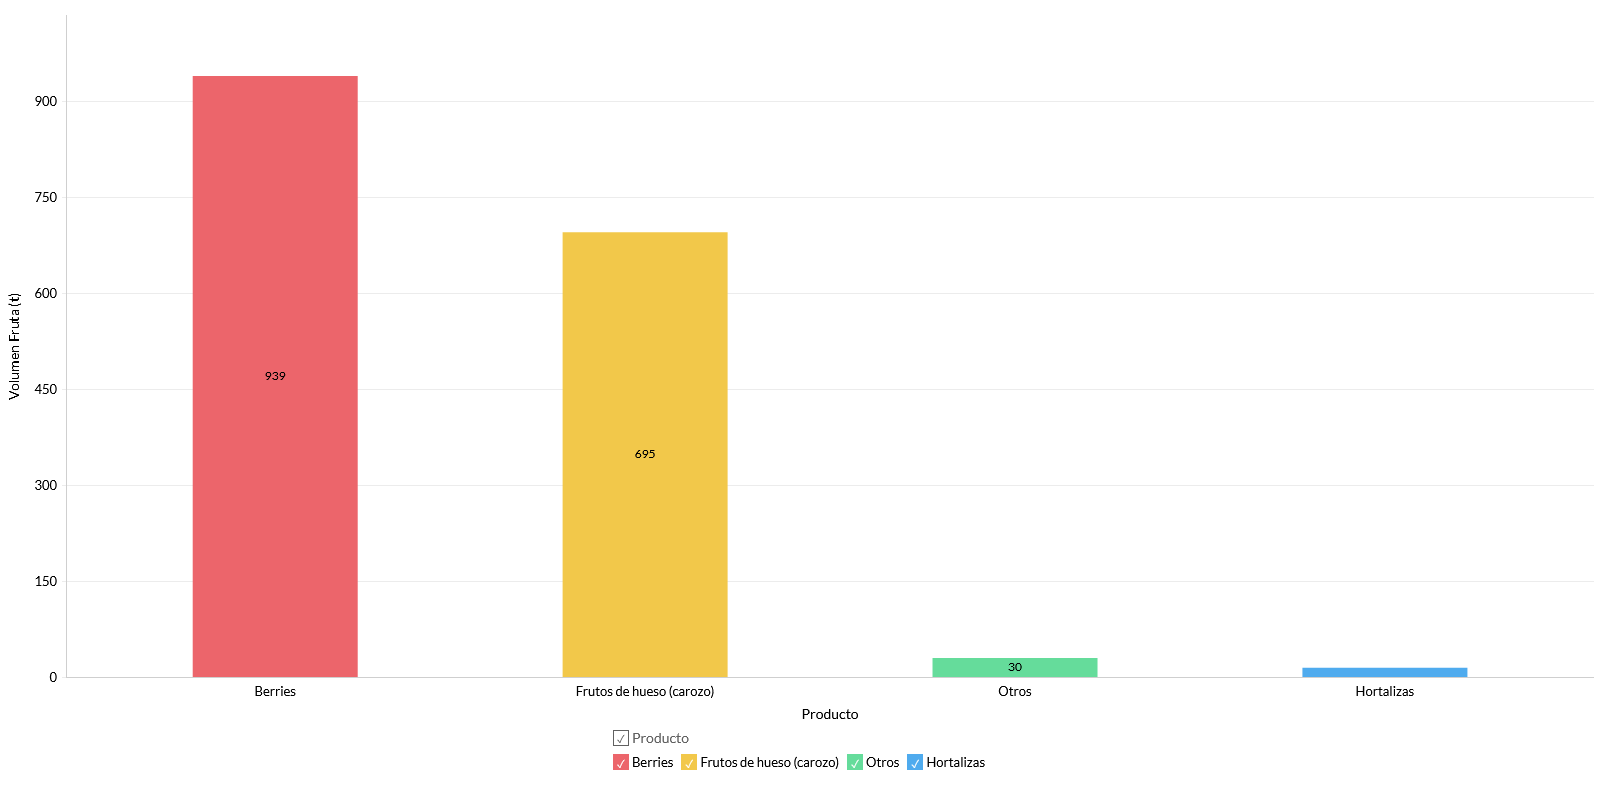 Volumen Fruta (t)
900
750
600
450
300
150
0
939
695
30
Berries
Frutos de hueso (carozo)
Otros
Hortalizas
Producto
Producto
Berries Frutos de hueso (carozo) Otros Hortalizas